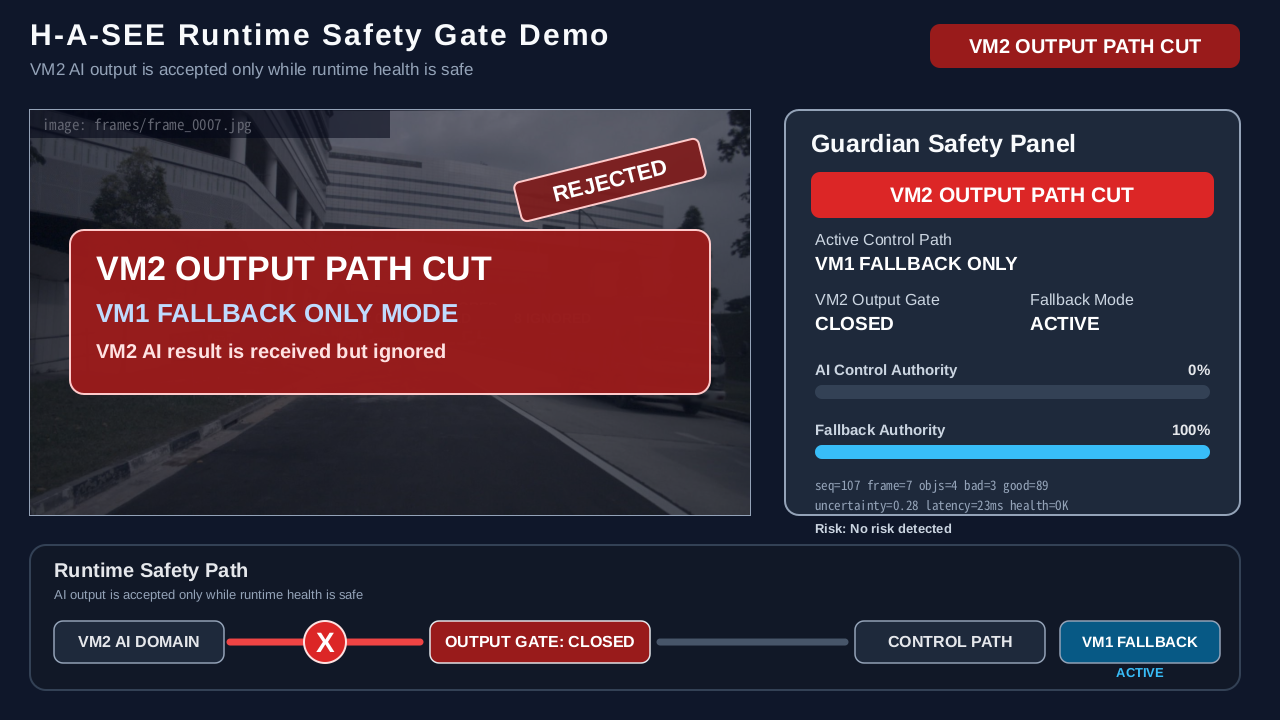 H-A-SEE Runtime Safety Gate Demo
VM2 AI output is accepted only while runtime health is safe
VM2 OUTPUT PATH CUT
image: frames/frame_0007.jpg
REJECTED
VM2 OUTPUT PATH CUT
VM1 FALLBACK ONLY MODE
VM2 AI result is received but ignored
Guardian Safety Panel
VM2 OUTPUT PATH CUT
Active Control Path
VM1 FALLBACK ONLY
VM2 Output Gate
CLOSED
Fallback Mode
ACTIVE
AI Control Authority 0%
Fallback Authority 100%
seq=107 frame=7 objs=4 bad=3 good=89
uncertainty=0.28 latency=23ms health=OK
Risk: No risk detected
Runtime Safety Path
AI output is accepted only while runtime health is safe
VM2 AI DOMAIN
X
OUTPUT GATE: CLOSED
CONTROL PATH
VM1 FALLBACK
ACTIVE